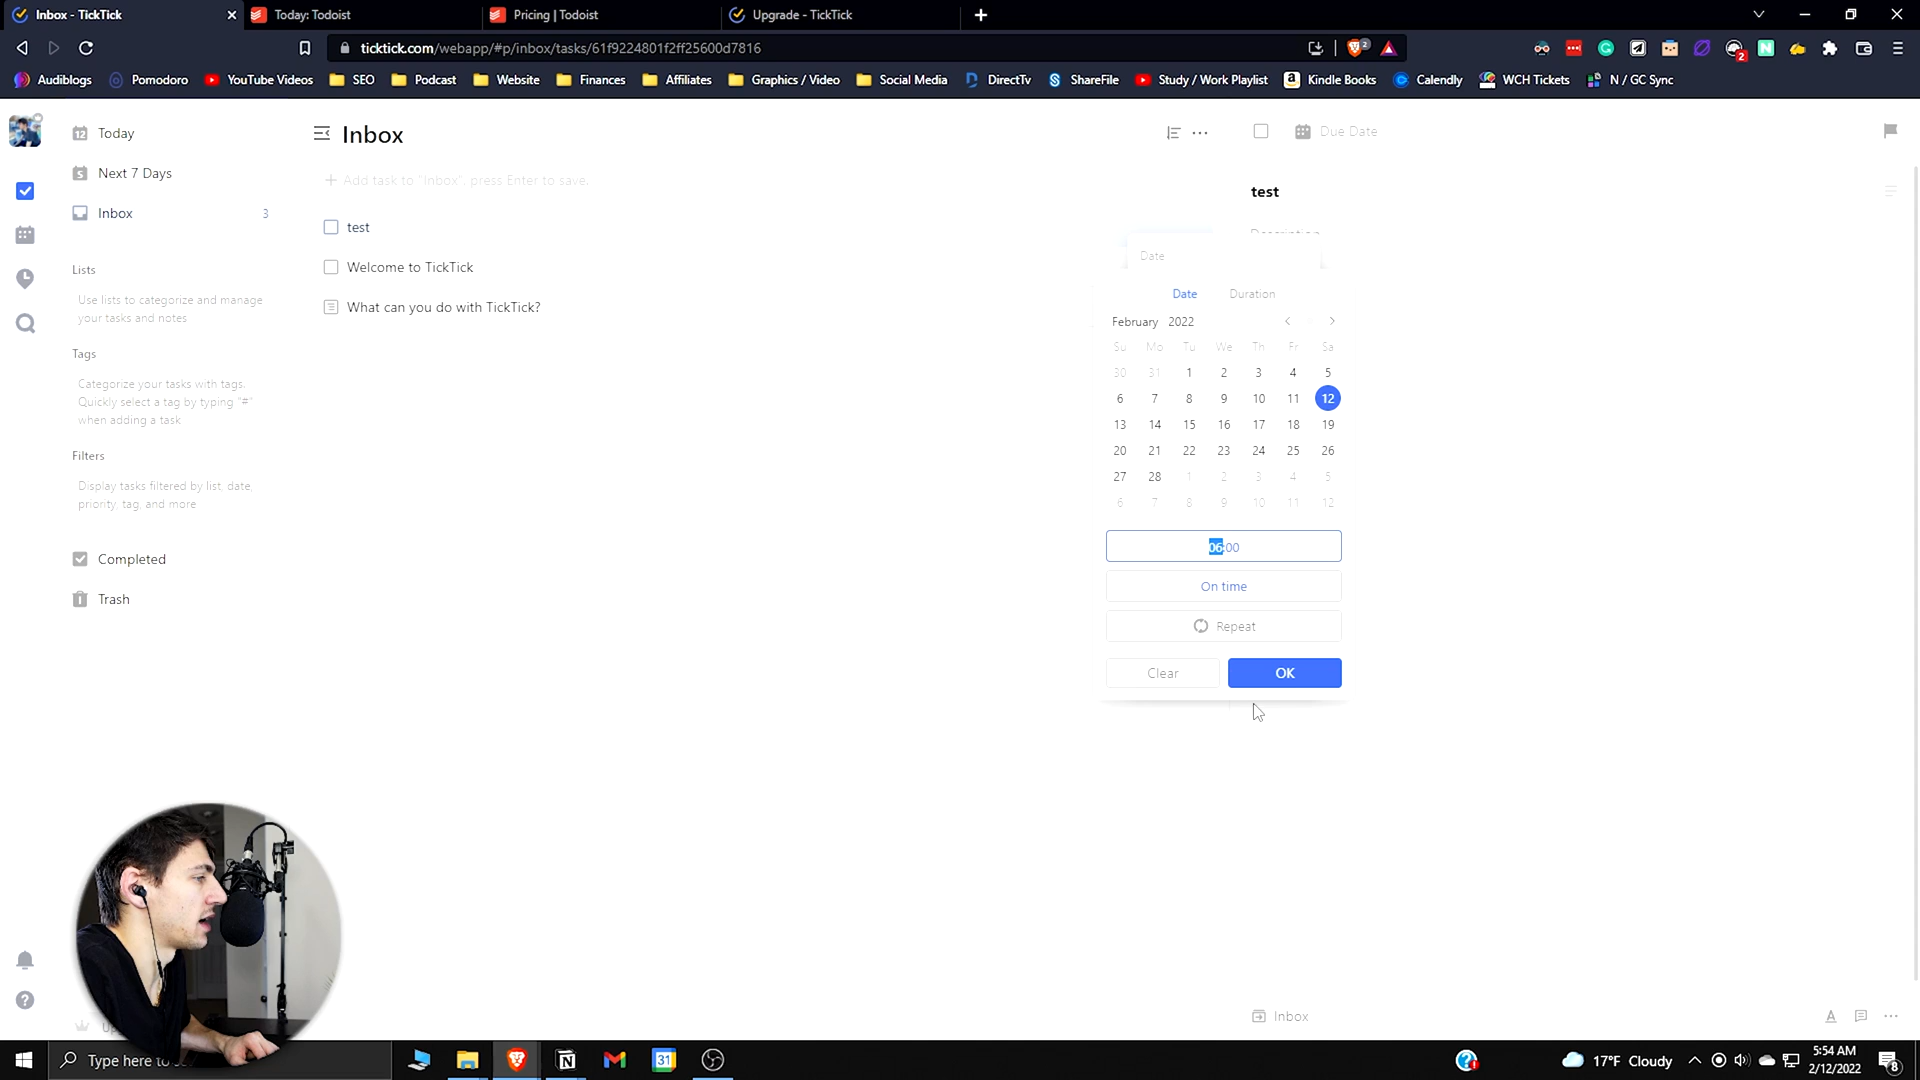 Inbox - TickTick
Today: Todoist
Pricing | Todoist
Upgrade - TickTick
ticktick.com/webapp/#p/inbox/tasks/61f9224801f2ff25600d7816
2
2
Audiblogs
Pomodoro
YouTube Videos
SEO
Podcast
Website
Finances
Affiliates
Graphics / Video
Social Media
DirectTv
ShareFile
Study / Work Playlist
Kindle Books
Calendly
WCH Tickets
N / GC Sync
Today
Next 7 Days
Inbox 3
Lists
Use lists to categorize and manage
your tasks and notes
Tags
Categorize your tasks with tags.
Quickly select a tag by typing "#"
when adding a task
Filters
Display tasks filtered by list, date,
priority, tag, and more
Completed
Trash
Inbox
Add task to "Inbox", press Enter to save.
test
Welcome to TickTick
What can you do with TickTick?
Due Date
test
Description
Date
Date Duration
February 2022
Su Mo Tu We Th Fr Sa
30 31 1 2 3 4 5
6 7 8 9 10 11 12
13 14 15 16 17 18 19
20 21 22 23 24 25 26
27 28 1 2 3 4 5
6 7 8 9 10 11 12
06:00
On time
Repeat
Clear OK
Inbox
Type here to
31
17°F Cloudy
5:54 AM
2/12/2022
8